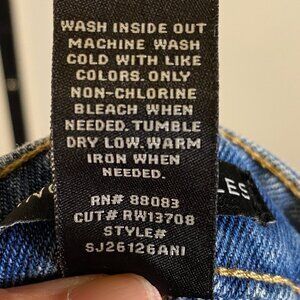 WASH INSIDE OUT
MACHINE WASH
COLD WITH LIKE
COLORS. ONLY
NON-CHLORINE
BLEACH WHEN
NEEDED. TUMBLE
DRY LOW. WARM
IRON WHEN
NEEDED.
RN# 88083
CUT# RW13708
STYLE#
SJ26126ANI
LES